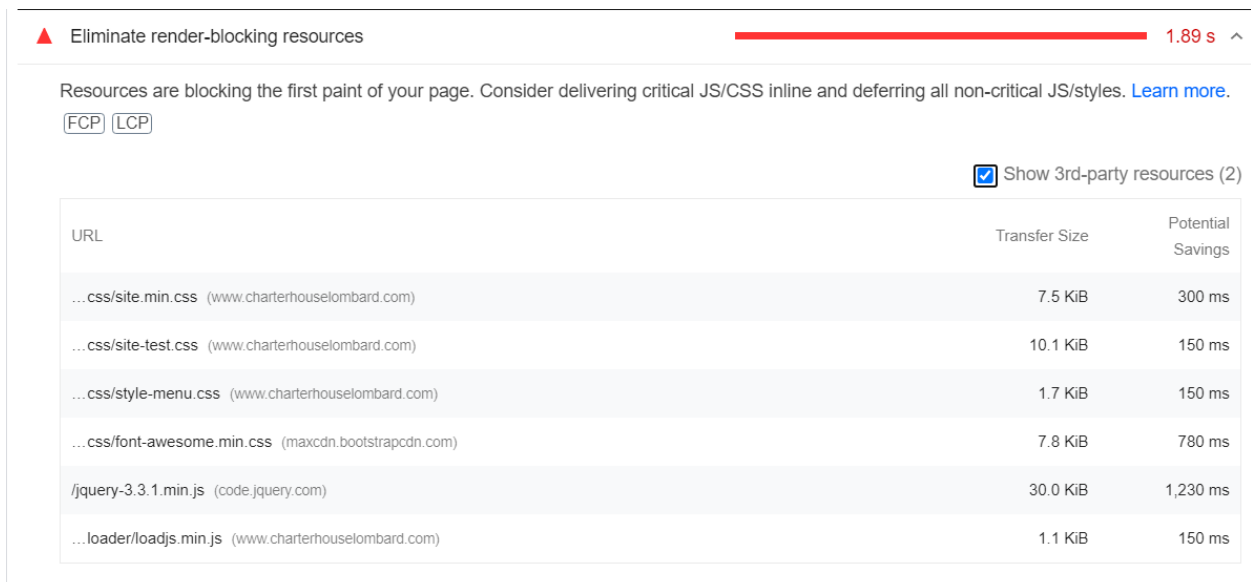 Eliminate render-blocking resources 1.89 s
Resources are blocking the first paint of your page. Consider delivering critical JS/CSS inline and deferring all non-critical JS/styles. Learn more.
FCP LCP
Show 3rd-party resources (2)
URL Transfer Size Potential Savings
…css/site.min.css (www.charterhouselombard.com) 7.5 KiB 300 ms
…css/site-test.css (www.charterhouselombard.com) 10.1 KiB 150 ms
…css/style-menu.css (www.charterhouselombard.com) 1.7 KiB 150 ms
…css/font-awesome.min.css (maxcdn.bootstrapcdn.com) 7.8 KiB 780 ms
/jquery-3.3.1.min.js (code.jquery.com) 30.0 KiB 1,230 ms
…loader/loadjs.min.js (www.charterhouselombard.com) 1.1 KiB 150 ms